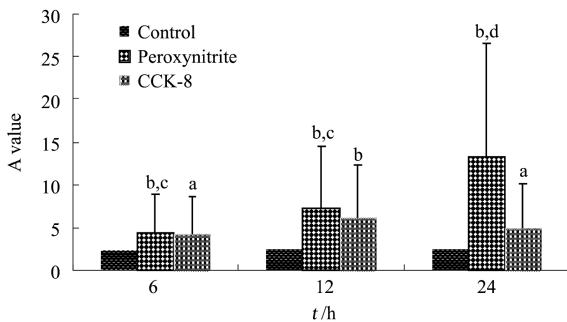 30
25
20
15
10
5
0
A value
Control
Peroxynitrite
CCK-8
b,c
a
b,c
b
b,d
a
6
12
24
t/h